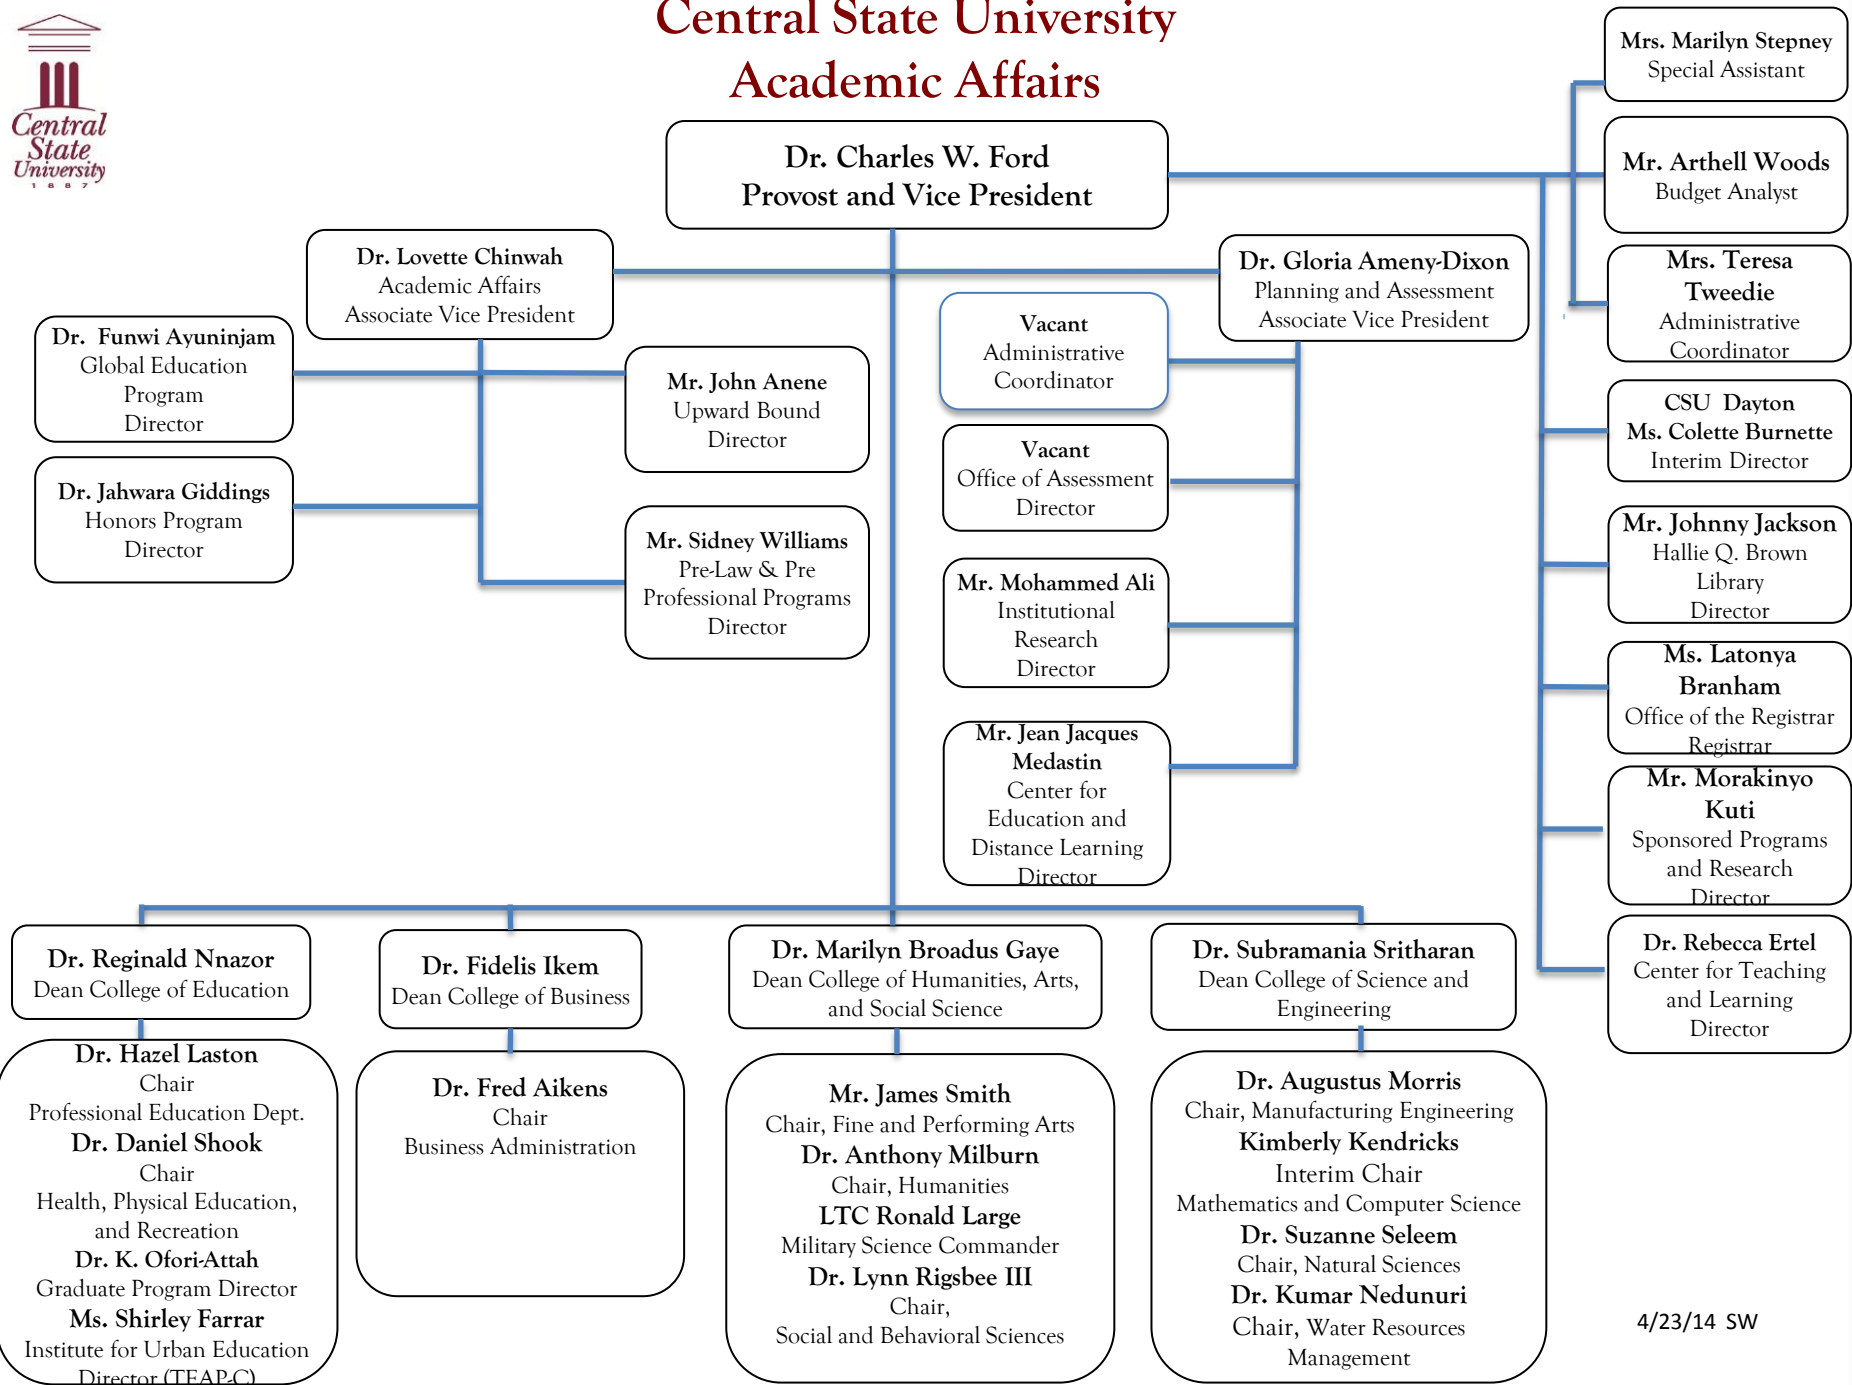 Central State University
Academic Affairs
Central
State
University
1 8 8 7
Dr. Charles W. Ford
Provost and Vice President
Mrs. Marilyn Stepney
Special Assistant
Mr. Arthell Woods
Budget Analyst
Mrs. Teresa
Tweedie
Administrative
Coordinator
CSU Dayton
Ms. Colette Burnette
Interim Director
Mr. Johnny Jackson
Hallie Q. Brown
Library
Director
Ms. Latonya
Branham
Office of the Registrar
Registrar
Mr. Morakinyo
Kuti
Sponsored Programs
and Research
Director
Dr. Rebecca Ertel
Center for Teaching
and Learning
Director
Dr. Lovette Chinwah
Academic Affairs
Associate Vice President
Dr. Funwi Ayuninjam
Global Education
Program
Director
Dr. Jahwara Giddings
Honors Program
Director
Mr. John Anene
Upward Bound
Director
Mr. Sidney Williams
Pre-Law & Pre
Professional Programs
Director
Dr. Gloria Ameny-Dixon
Planning and Assessment
Associate Vice President
Vacant
Administrative
Coordinator
Vacant
Office of Assessment
Director
Mr. Mohammed Ali
Institutional
Research
Director
Mr. Jean Jacques
Medastin
Center for
Education and
Distance Learning
Director
Dr. Reginald Nnazor
Dean College of Education
Dr. Hazel Laston
Chair
Professional Education Dept.
Dr. Daniel Shook
Chair
Health, Physical Education,
and Recreation
Dr. K. Ofori-Attah
Graduate Program Director
Ms. Shirley Farrar
Institute for Urban Education
Director (TEAP-C)
Dr. Fidelis Ikem
Dean College of Business
Dr. Fred Aikens
Chair
Business Administration
Dr. Marilyn Broadus Gaye
Dean College of Humanities, Arts,
and Social Science
Mr. James Smith
Chair, Fine and Performing Arts
Dr. Anthony Milburn
Chair, Humanities
LTC Ronald Large
Military Science Commander
Dr. Lynn Rigsbee III
Chair,
Social and Behavioral Sciences
Dr. Subramania Sritharan
Dean College of Science and
Engineering
Dr. Augustus Morris
Chair, Manufacturing Engineering
Kimberly Kendricks
Interim Chair
Mathematics and Computer Science
Dr. Suzanne Seleem
Chair, Natural Sciences
Dr. Kumar Nedunuri
Chair, Water Resources
Management
4/23/14 SW